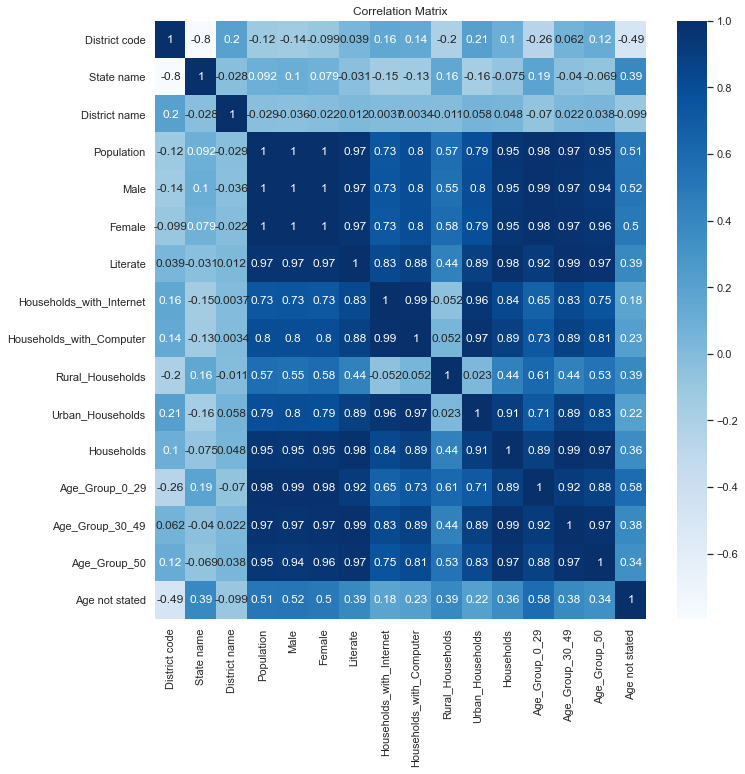 Correlation Matrix
District code 1 -0.8 0.2 -0.12 -0.14 -0.099 0.039 0.16 0.14 -0.2 0.21 0.1 -0.26 0.062 0.12 -0.49
State name -0.8 1 -0.028 0.092 0.1 0.079 -0.031 -0.15 -0.13 0.16 -0.16 -0.075 0.19 -0.04 -0.069 0.39
District name 0.2 -0.028 1 -0.029 -0.036 -0.022 0.012 0.0037 0.0034 -0.011 0.058 0.048 -0.07 0.022 0.038 -0.099
Population -0.12 0.092 -0.029 1 1 1 0.97 0.73 0.8 0.57 0.79 0.95 0.98 0.97 0.95 0.51
Male -0.14 0.1 -0.036 1 1 1 0.97 0.73 0.8 0.55 0.8 0.95 0.99 0.97 0.94 0.52
Female -0.099 0.079 -0.022 1 1 1 0.97 0.73 0.8 0.58 0.79 0.95 0.98 0.97 0.96 0.5
Literate 0.039 -0.031 0.012 0.97 0.97 0.97 1 0.83 0.88 0.44 0.89 0.98 0.92 0.99 0.97 0.39
Households_with_Internet 0.16 -0.15 0.0037 0.73 0.73 0.73 0.83 1 0.99 -0.052 0.96 0.84 0.65 0.83 0.75 0.18
Households_with_Computer 0.14 -0.13 0.0034 0.8 0.8 0.8 0.88 0.99 1 0.052 0.97 0.89 0.73 0.89 0.81 0.23
Rural_Households -0.2 0.16 -0.011 0.57 0.55 0.58 0.44 -0.052 0.052 1 0.023 0.44 0.61 0.44 0.53 0.39
Urban_Households 0.21 -0.16 0.058 0.79 0.8 0.79 0.89 0.96 0.97 0.023 1 0.91 0.71 0.89 0.83 0.22
Households 0.1 -0.075 0.048 0.95 0.95 0.95 0.98 0.84 0.89 0.44 0.91 1 0.89 0.99 0.97 0.36
Age_Group_0_29 -0.26 0.19 -0.07 0.98 0.99 0.98 0.92 0.65 0.73 0.61 0.71 0.89 1 0.92 0.88 0.58
Age_Group_30_49 0.062 -0.04 0.022 0.97 0.97 0.97 0.99 0.83 0.89 0.44 0.89 0.99 0.92 1 0.97 0.38
Age_Group_50 0.12 -0.069 0.038 0.95 0.94 0.96 0.97 0.75 0.81 0.53 0.83 0.97 0.88 0.97 1 0.34
Age not stated -0.49 0.39 -0.099 0.51 0.52 0.5 0.39 0.18 0.23 0.39 0.22 0.36 0.58 0.38 0.34 1
District code
State name
District name
Population
Male
Female
Literate
Households_with_Internet
Households_with_Computer
Rural_Households
Urban_Households
Households
Age_Group_0_29
Age_Group_30_49
Age_Group_50
Age not stated
1.0
0.8
0.6
0.4
0.2
0.0
−0.2
−0.4
−0.6